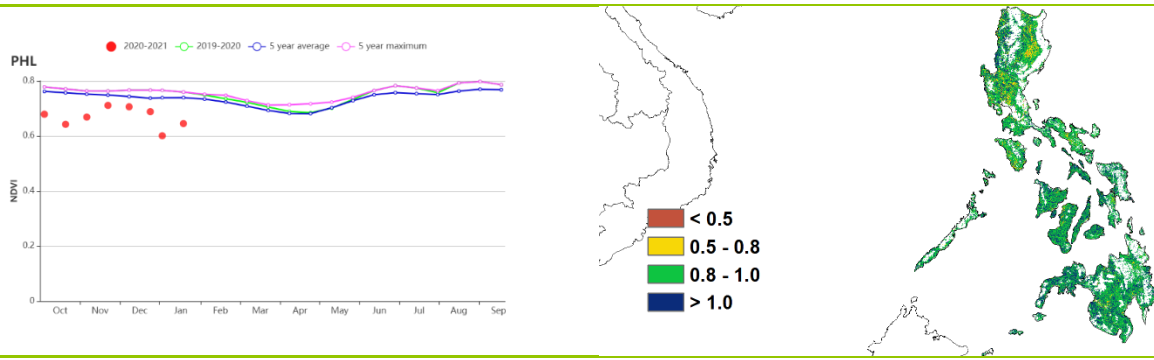 2020-2021 2019-2020 5 year average 5 year maximum
PHL
0.8
0.6
0.4
0.2
0
NDVI
Oct Nov Dec Jan Feb Mar Apr May Jun Jul Aug Sep
< 0.5
0.5 - 0.8
0.8 - 1.0
> 1.0